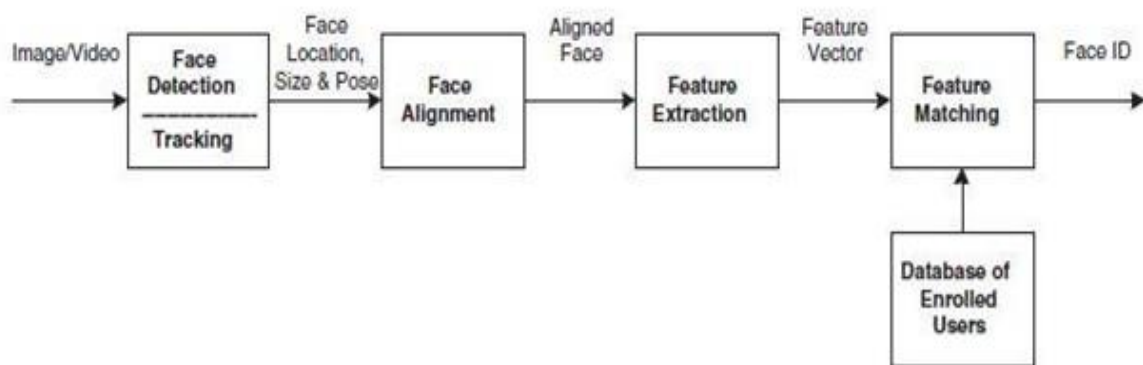 Image/Video
Face
Detection
Tracking
Face
Location,
Size & Pose
Face
Alignment
Aligned
Face
Feature
Extraction
Feature
Vector
Feature
Matching
Face ID
Database of
Enrolled
Users